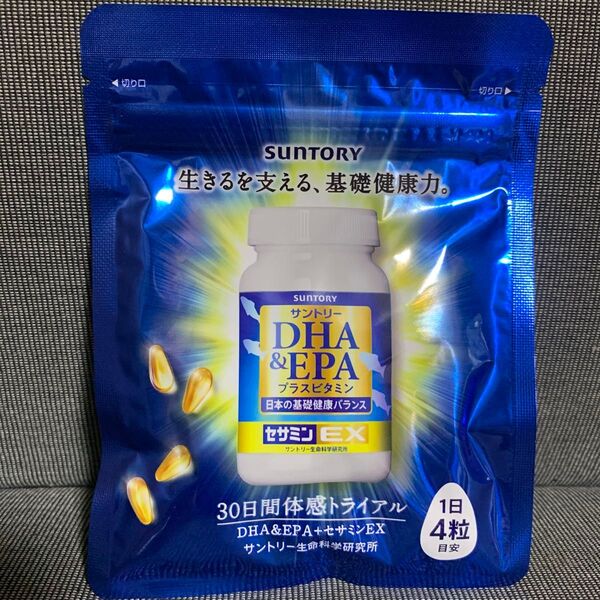 ◀切り口
切り口▶
SUNTORY
生きるを支える、基礎健康力。
SUNTORY
サントリー
DHA
&EPA
プラスビタミン
日本の基礎健康バランス
セサミンEX
サントリー生命科学研究所
30日間体感トライアル
DHA&EPA+セサミンEX
サントリー生命科学研究所
1日
4粒
目安